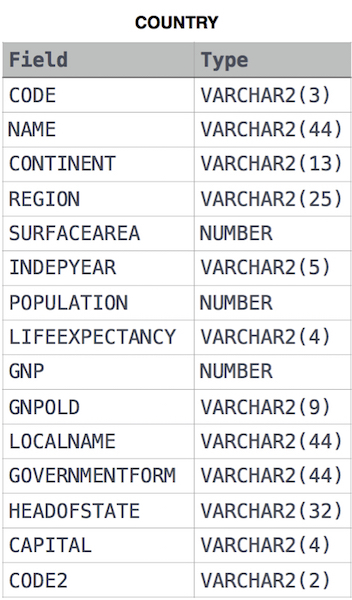 COUNTRY
Field Type
CODE VARCHAR2(3)
NAME VARCHAR2(44)
CONTINENT VARCHAR2(13)
REGION VARCHAR2(25)
SURFACEAREA NUMBER
INDEPYEAR VARCHAR2(5)
POPULATION NUMBER
LIFEEXPECTANCY VARCHAR2(4)
GNP NUMBER
GNPOLD VARCHAR2(9)
LOCALNAME VARCHAR2(44)
GOVERNMENTFORM VARCHAR2(44)
HEADOFSTATE VARCHAR2(32)
CAPITAL VARCHAR2(4)
CODE2 VARCHAR2(2)